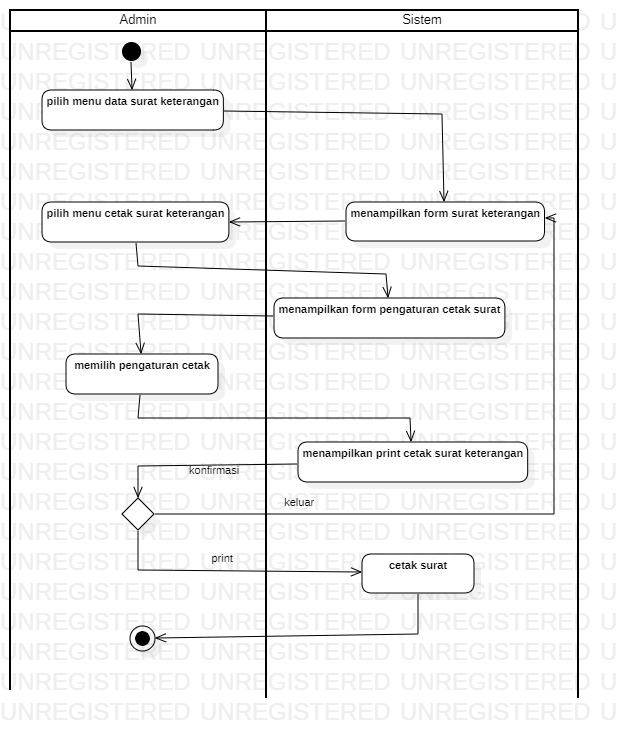 Admin
Sistem
pilih menu data surat keterangan
pilih menu cetak surat keterangan
menampilkan form surat keterangan
menampilkan form pengaturan cetak surat
memilih pengaturan cetak
menampilkan print cetak surat keterangan
konfirmasi
keluar
print
cetak surat
UNREGISTERED